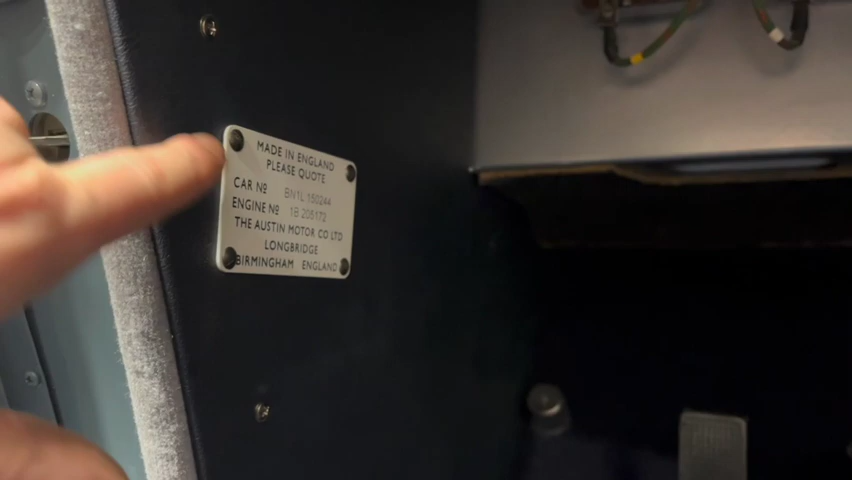 MADE IN ENGLAND
PLEASE QUOTE
CAR Nº BN1L 150244
ENGINE Nº 1B 205172
THE AUSTIN MOTOR CO LTD
LONGBRIDGE
BIRMINGHAM ENGLAND